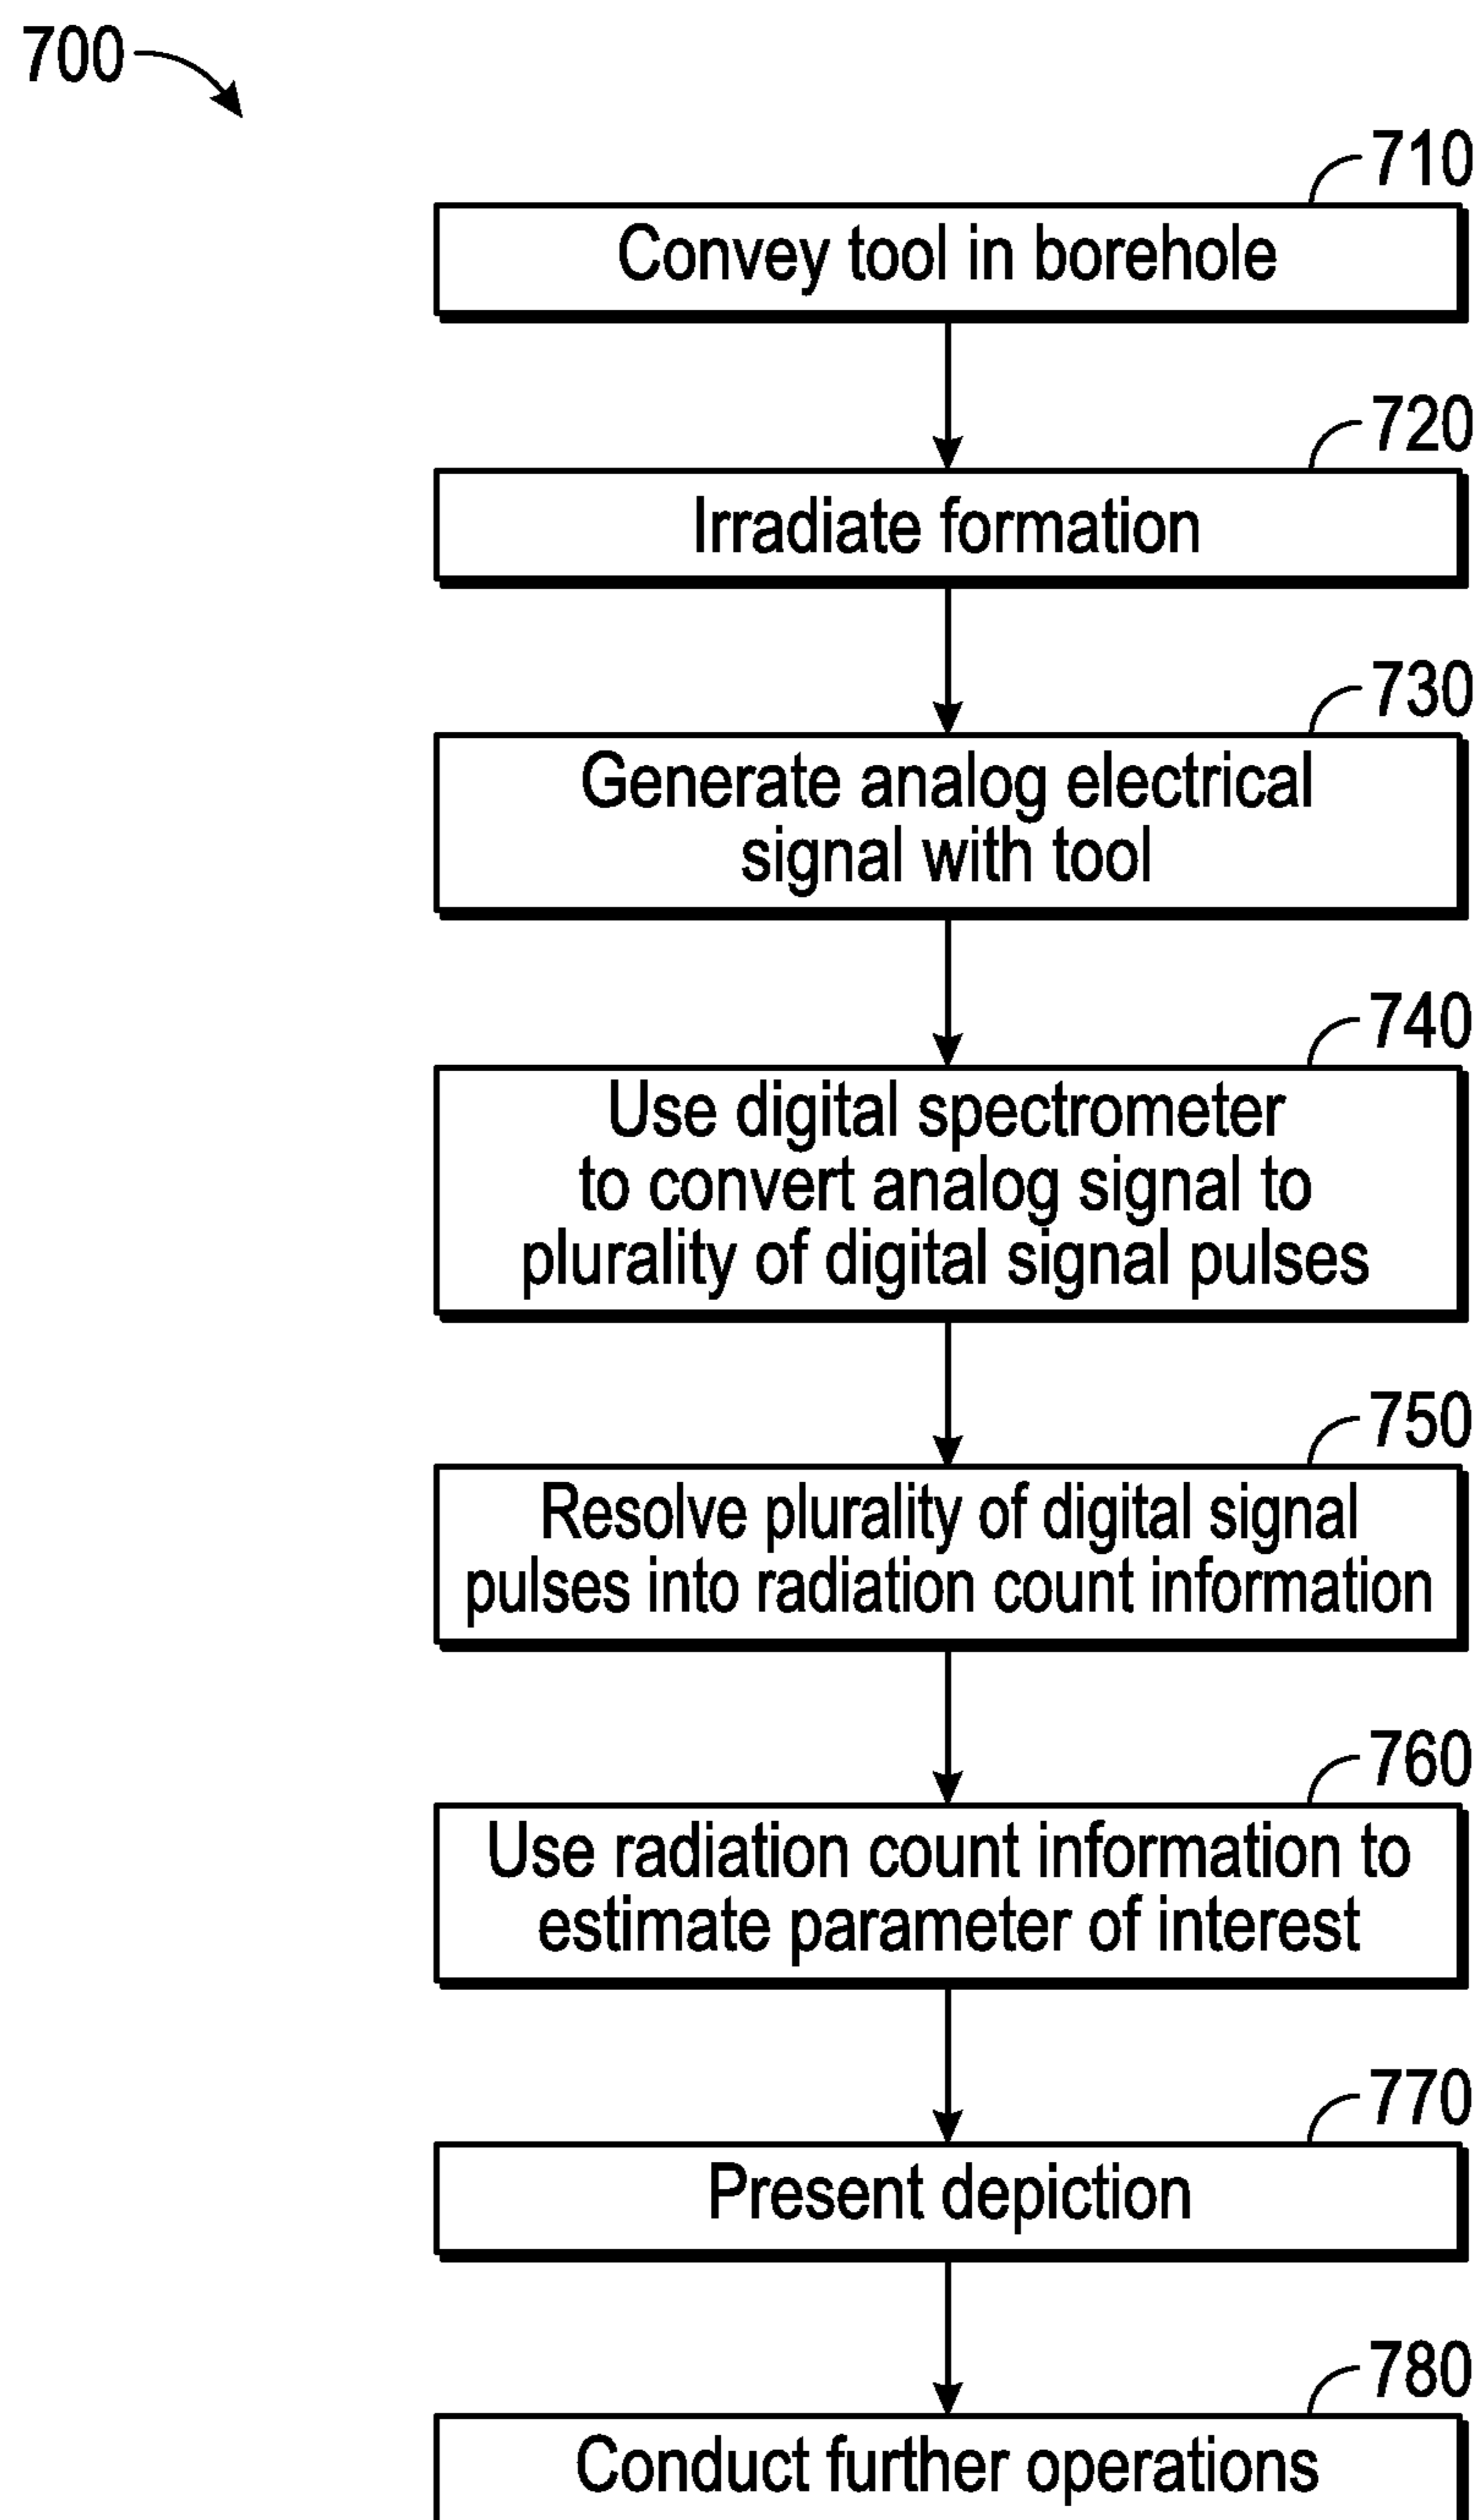 700
710
Convey tool in borehole
720
Irradiate formation
730
Generate analog electrical
signal with tool
740
Use digital spectrometer
to convert analog signal to
plurality of digital signal pulses
750
Resolve plurality of digital signal
pulses into radiation count information
760
Use radiation count information to
estimate parameter of interest
770
Present depiction
780
Conduct further operations